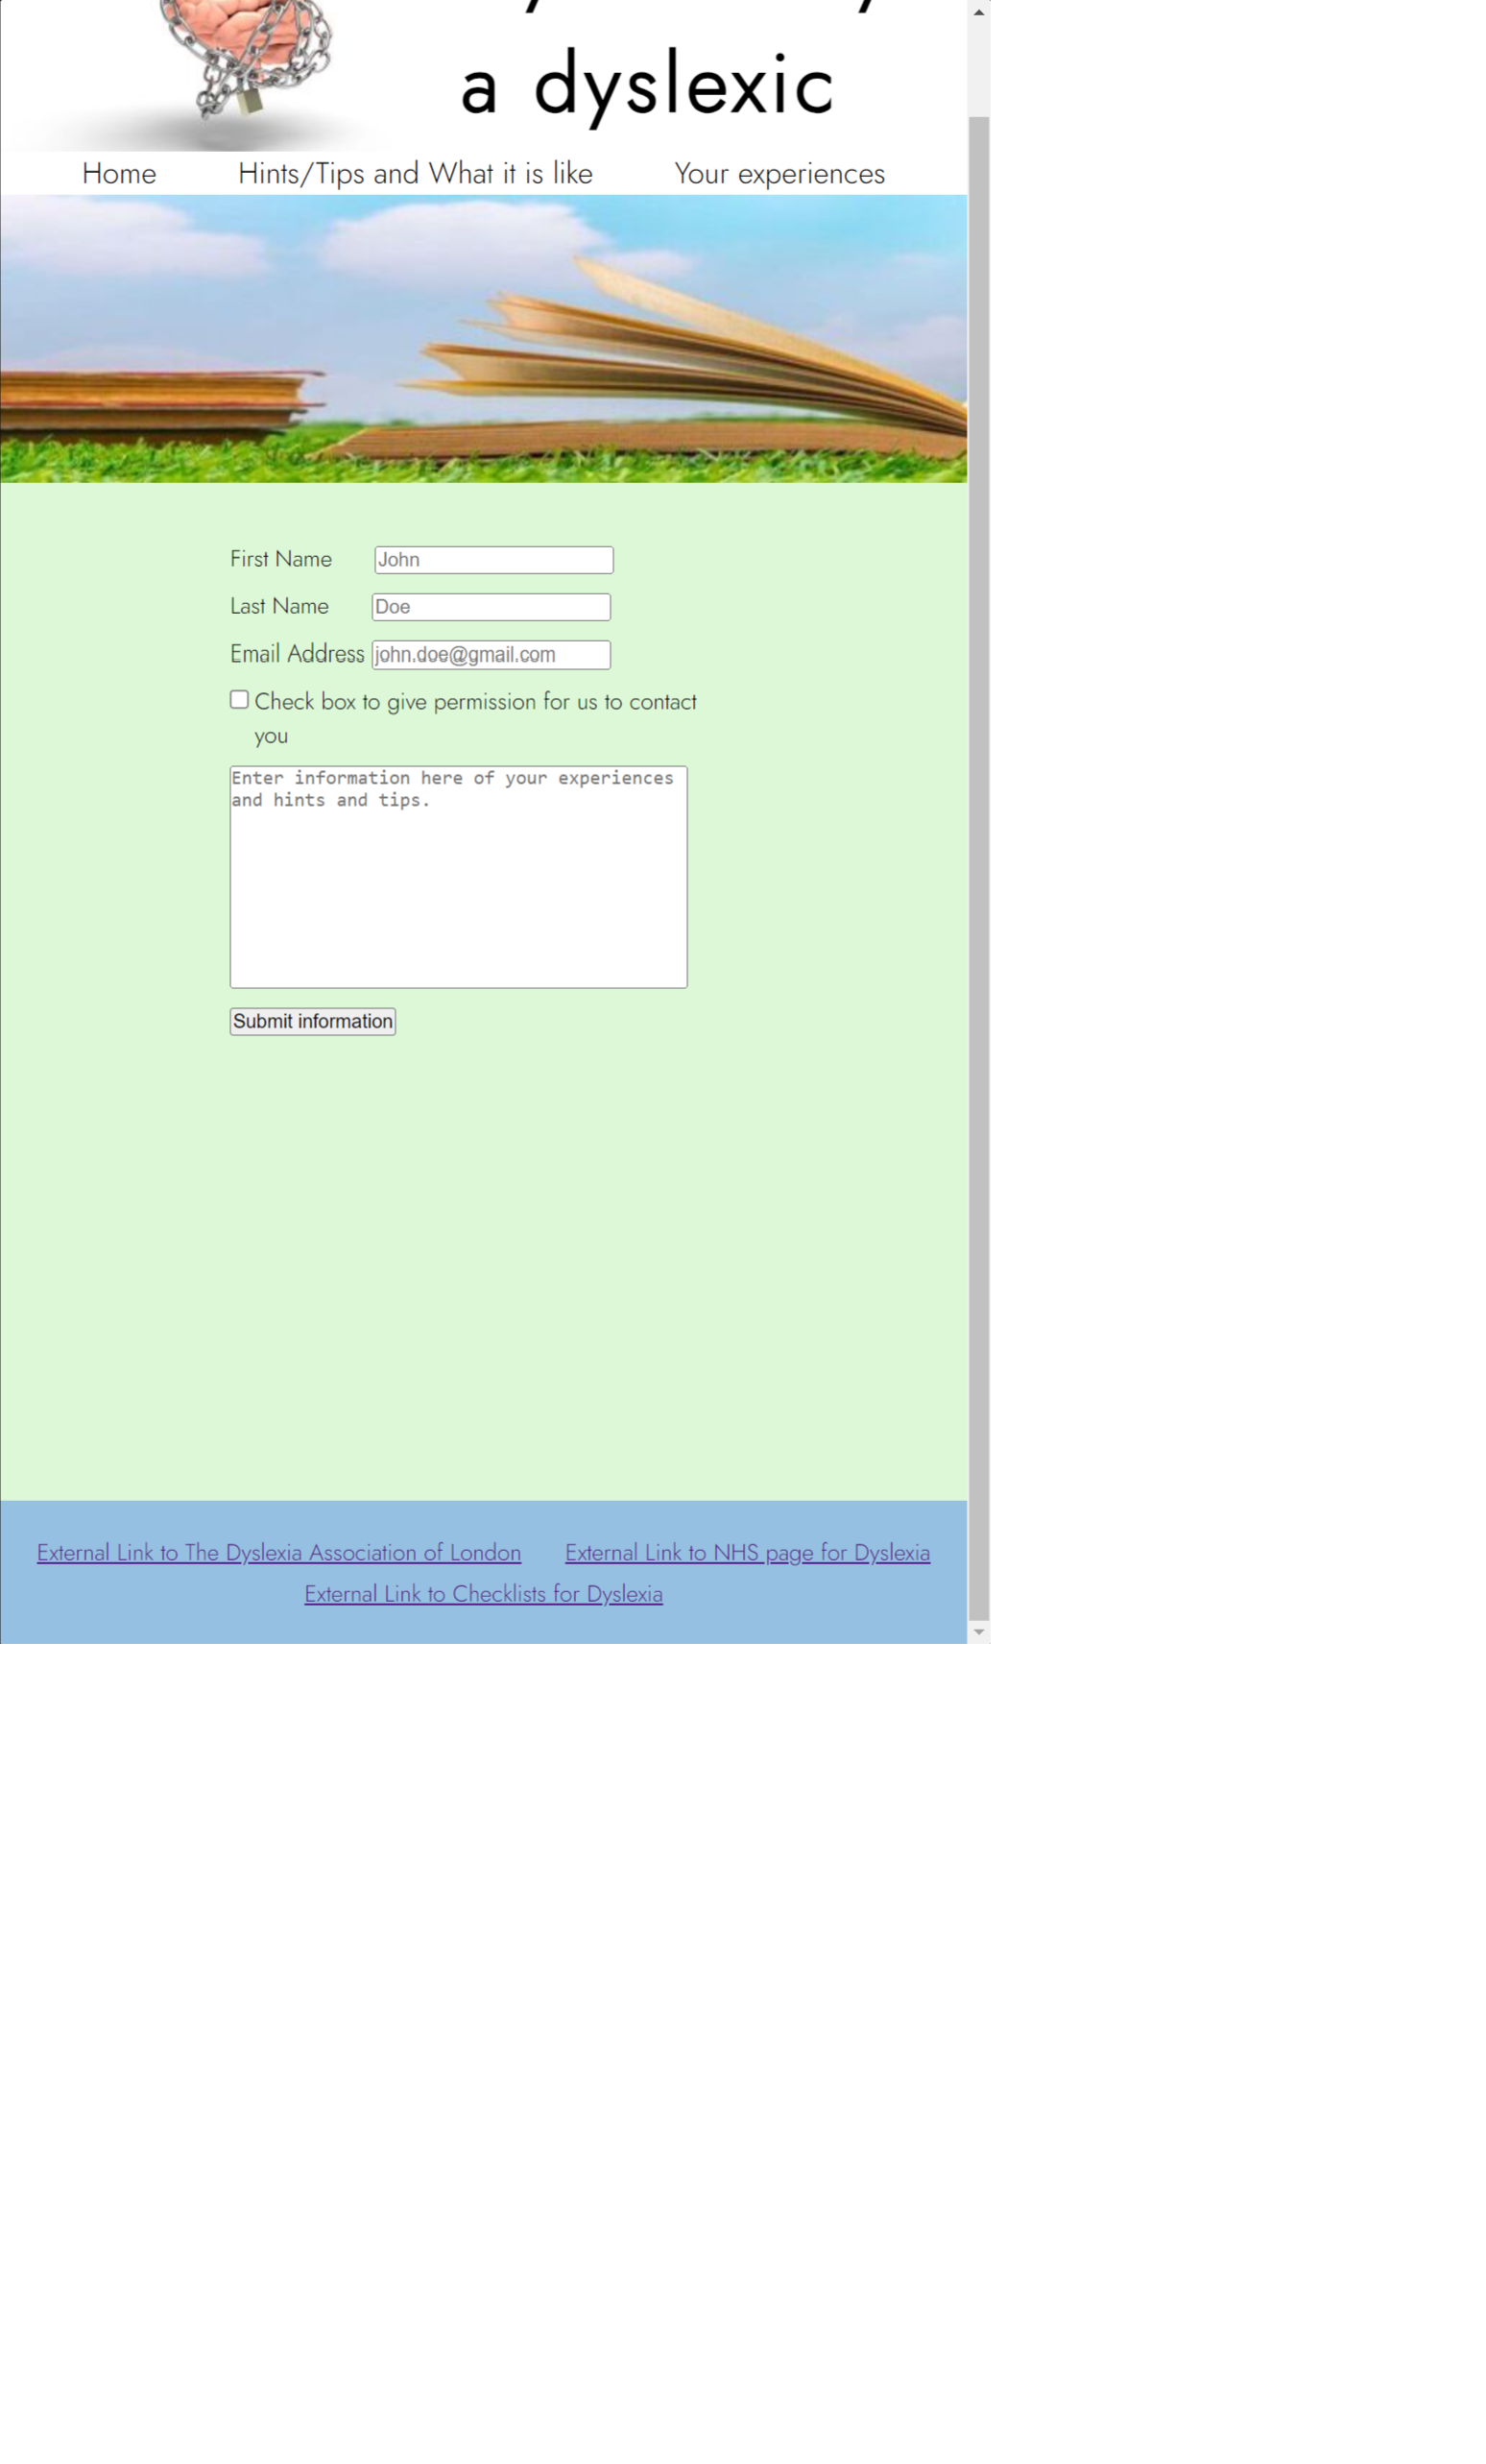 a dyslexic
Home Hints/Tips and What it is like Your experiences
First Name John
Last Name Doe
Email Address john.doe@gmail.com
Check box to give permission for us to contact
you
Enter information here of your experiences
and hints and tips.
Submit information
External Link to The Dyslexia Association of London External Link to NHS page for Dyslexia
External Link to Checklists for Dyslexia